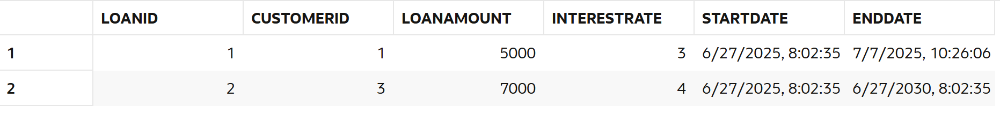 LOANID CUSTOMERID LOANAMOUNT INTERESTRATE STARTDATE ENDDATE
1 1 1 5000 3 6/27/2025, 8:02:35 7/7/2025, 10:26:06
2 2 3 7000 4 6/27/2025, 8:02:35 6/27/2030, 8:02:35